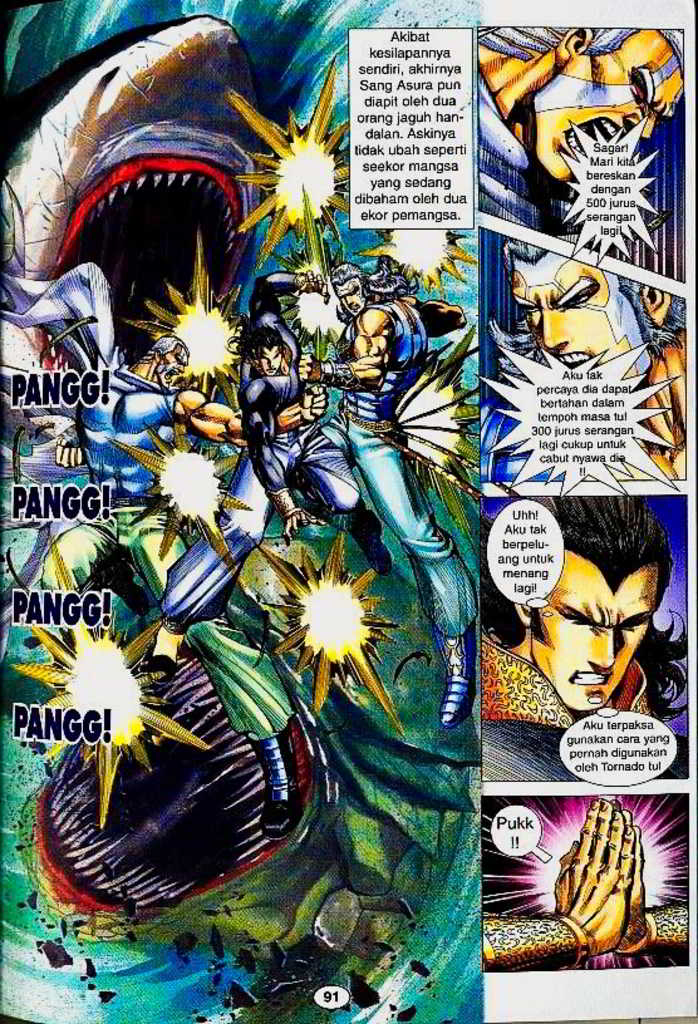 Akibat
kesilapannya
sendiri, akhirnya
Sang Asura pun
diapit oleh dua
orang jaguh han-
dalan. Askinya
tidak ubah seperti
seekor mangsa
yang sedang
dibaham oleh dua
ekor pemangsa.
PANGG!
PANGG!
PANGG!
PANGG!
Sagar!
Mari kita
bereskan
dengan
500 jurus
serangan
lagi!
Aku tak
percaya dia dapat
bertahan dalam
tempoh masa tu!
300 jurus serangan
lagi cukup untuk
cabut nyawa dia
!!
Uhh!
Aku tak
berpelu-
ang untuk
menang
lagi!
Aku terpaksa
gunakan cara yang
pernah digunakan
oleh Tornado tu!
Pukk
!!
91